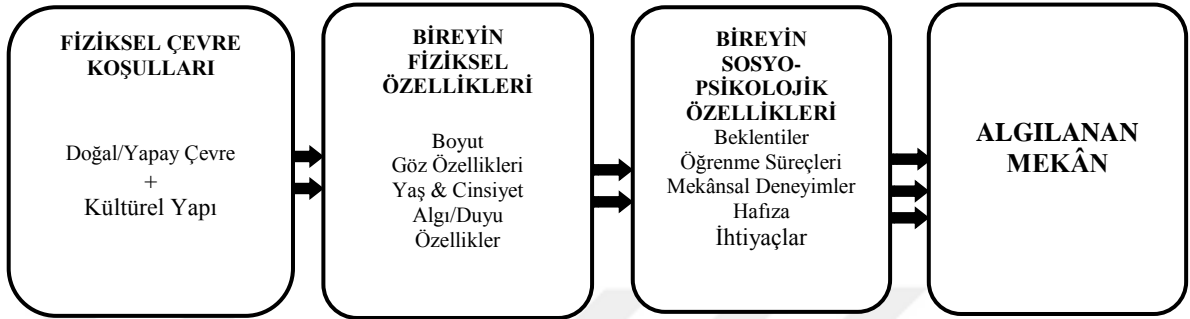 FİZİKSEL ÇEVRE
KOŞULLARI
Doğal/Yapay Çevre
+
Kültürel Yapı
BİREYİN
FİZİKSEL
ÖZELLİKLERİ
Boyut
Göz Özellikleri
Yaş & Cinsiyet
Algı/Duyu
Özellikler
BİREYİN
SOSYO-
PSİKOLOJİK
ÖZELLİKLERİ
Beklentiler
Öğrenme Süreçleri
Mekânsal Deneyimler
Hafıza
İhtiyaçlar
ALGILANAN
MEKÂN